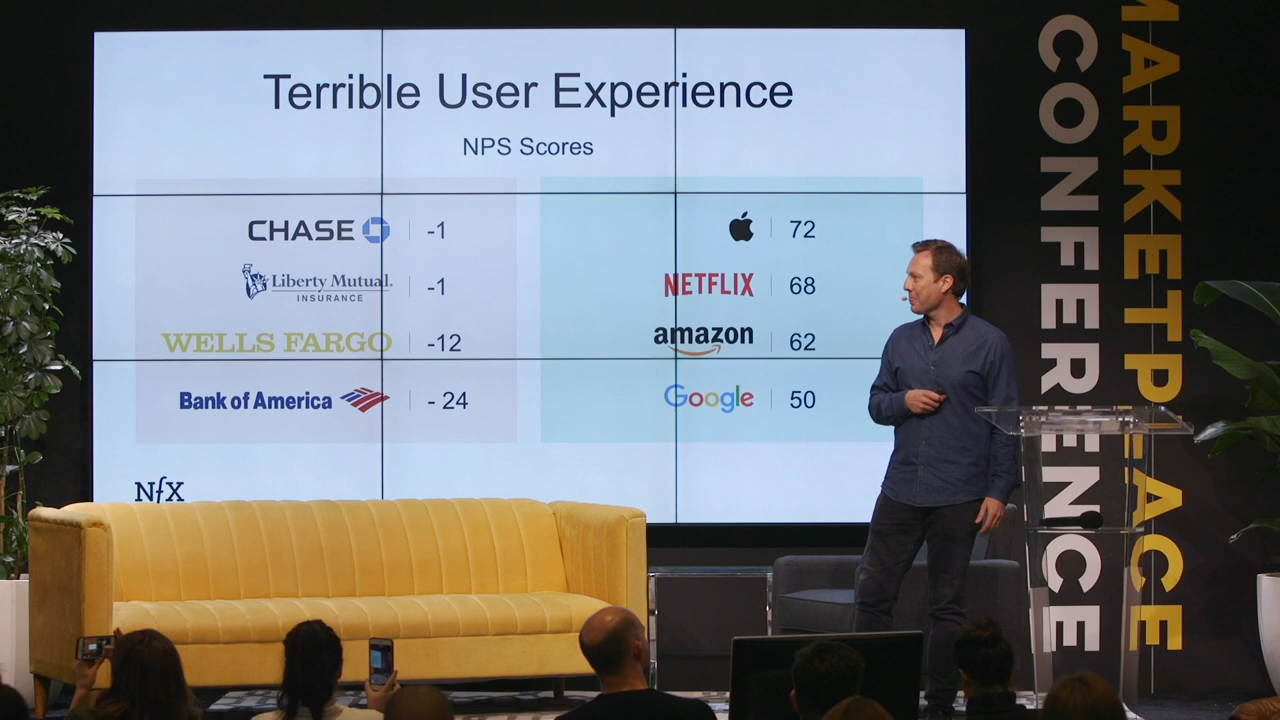 Terrible User Experience
NPS Scores
CHASE -1
Liberty Mutual. INSURANCE -1
WELLS FARGO -12
Bank of America - 24
72
NETFLIX 68
amazon 62
Google 50
NfX
MARKETPLACE
CONFERENCE